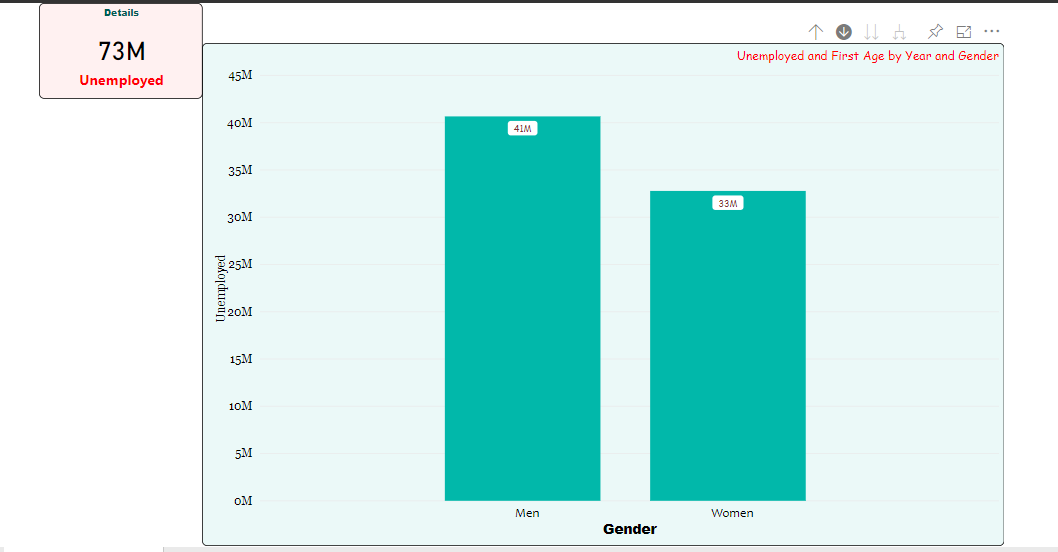 Details
73M
Unemployed
Unemployed and First Age by Year and Gender
45M
40M
35M
30M
25M
20M
15M
10M
5M
0M
Unemployed
41M
33M
Men
Women
Gender